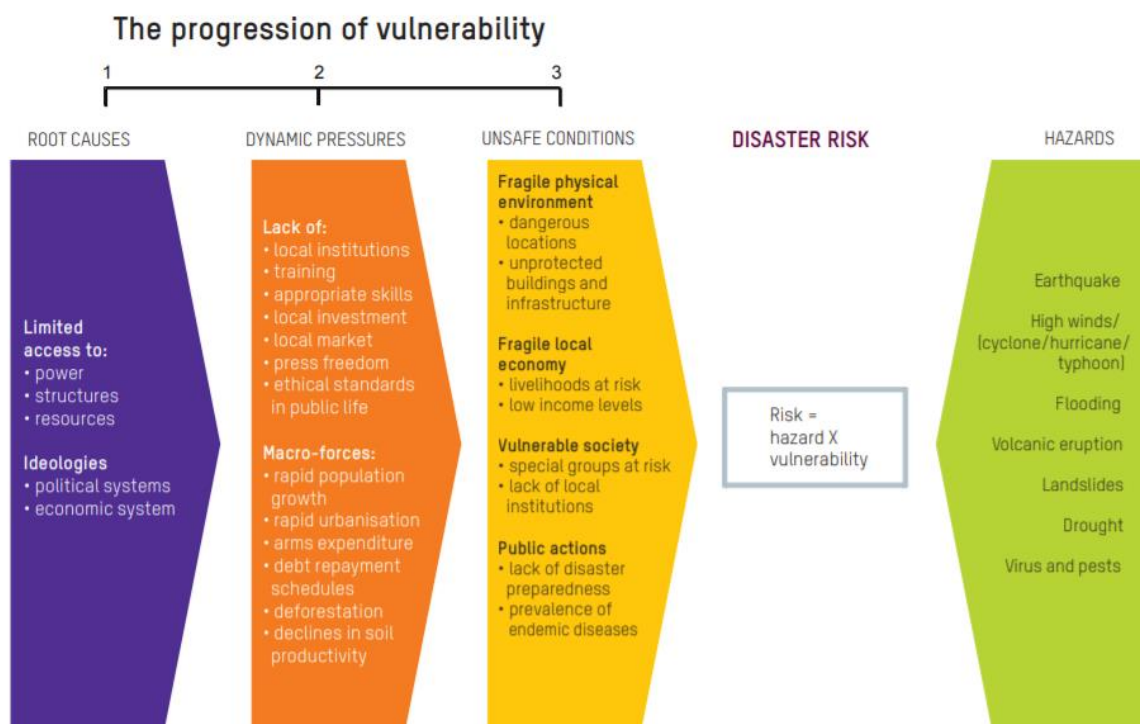 The progression of vulnerability
1
2
3
ROOT CAUSES
DYNAMIC PRESSURES
UNSAFE CONDITIONS
DISASTER RISK
HAZARDS
Limited
access to:
• power
• structures
• resources
Ideologies
• political systems
• economic system
Lack of:
• local institutions
• training
• appropriate skills
• local investment
• local market
• press freedom
• ethical standards
in public life
Macro-forces:
• rapid population
growth
• rapid urbanisation
• arms expenditure
• debt repayment
schedules
• deforestation
• declines in soil
productivity
Fragile physical
environment
• dangerous
locations
• unprotected
buildings and
infrastructure
Fragile local
economy
• livelihoods at risk
• low income levels
Vulnerable society
• special groups at risk
• lack of local
institutions
Public actions
• lack of disaster
preparedness
• prevalence of
endemic diseases
Risk =
hazard X
vulnerability
Earthquake
High winds/
(cyclone/hurricane/
typhoon)
Flooding
Volcanic eruption
Landslides
Drought
Virus and pests